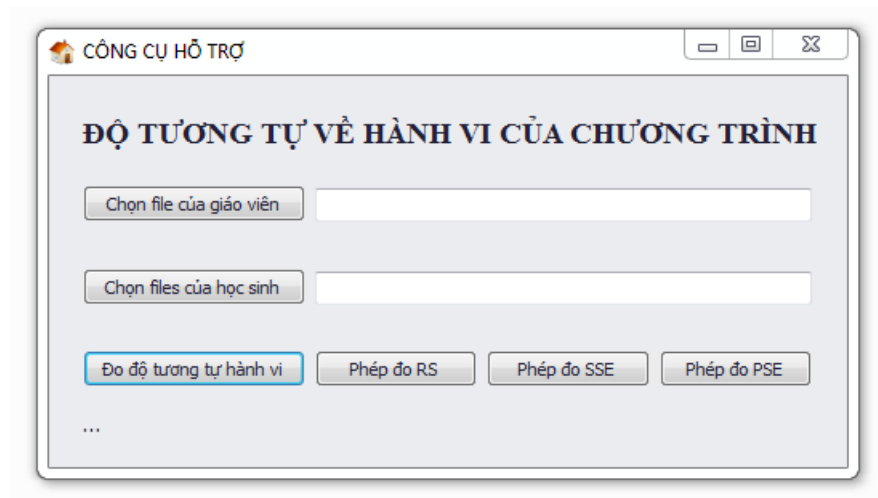 CÔNG CỤ HỖ TRỢ
ĐỘ TƯƠNG TỰ VỀ HÀNH VI CỦA CHƯƠNG TRÌNH
Chọn file của giáo viên
Chọn files của học sinh
Đo độ tương tự hành vi Phép đo RS Phép đo SSE Phép đo PSE
...